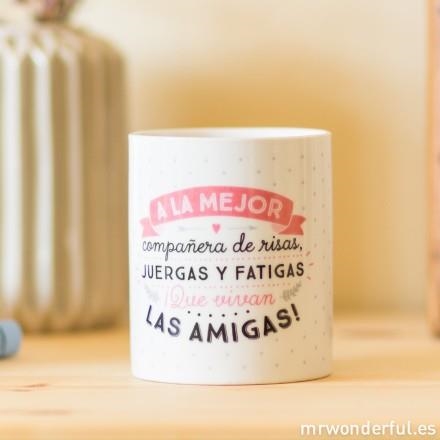 A LA MEJOR
compañera de risas,
JUERGAS Y FATIGAS
¡Que vivan
LAS AMIGAS!
mrwonderful.es